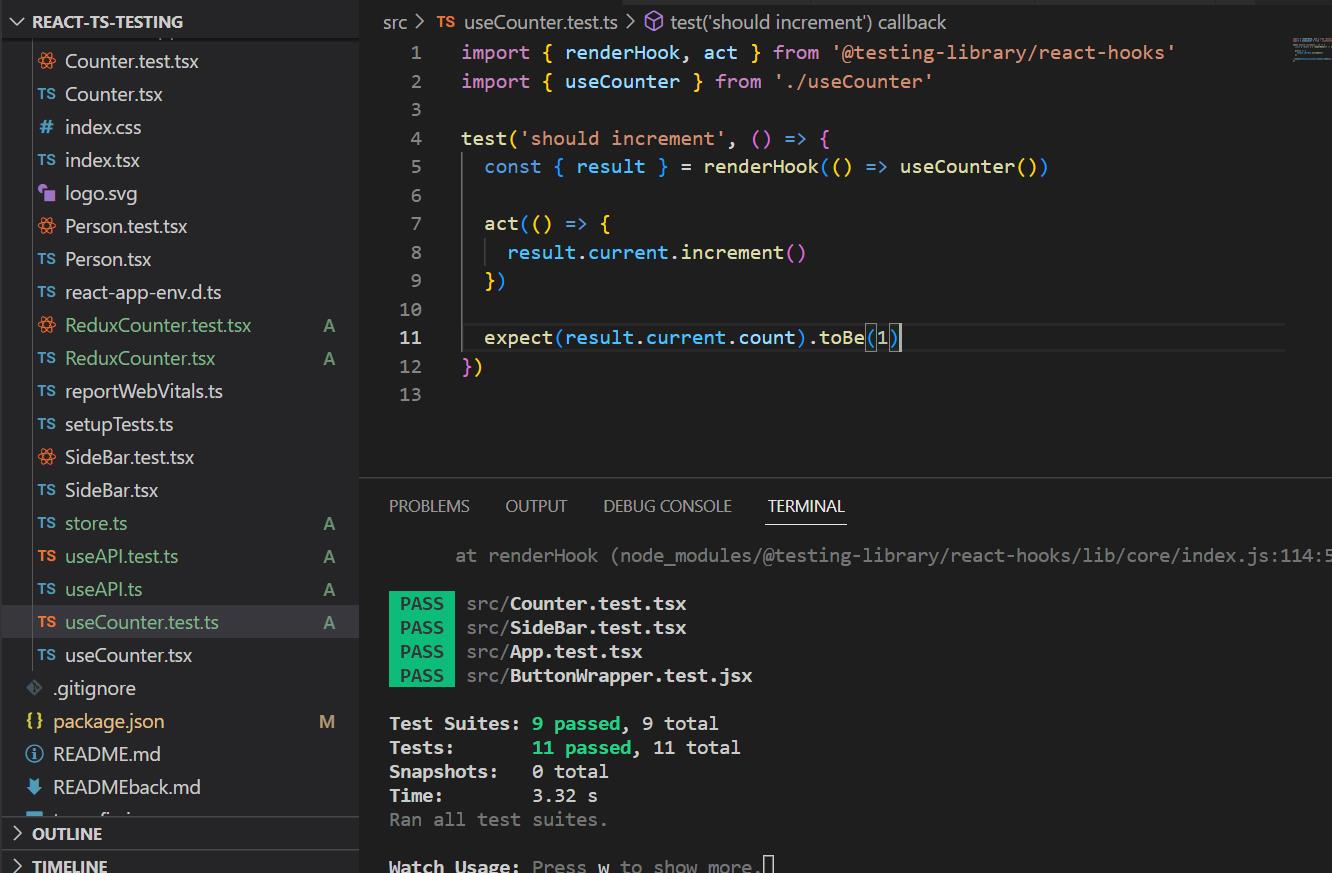 REACT-TS-TESTING
Counter.test.tsx
TS Counter.tsx
# index.css
TS index.tsx
logo.svg
Person.test.tsx
TS Person.tsx
TS react-app-env.d.ts
ReduxCounter.test.tsx A
TS ReduxCounter.tsx A
TS reportWebVitals.ts
TS setupTests.ts
SideBar.test.tsx
TS SideBar.tsx
TS store.ts A
TS useAPI.test.ts A
TS useAPI.ts A
TS useCounter.test.ts A
TS useCounter.tsx
.gitignore
{} package.json M
README.md
READMEback.md
OUTLINE
TIMELINE
src > TS useCounter.test.ts > test('should increment') callback
1 import { renderHook, act } from '@testing-library/react-hooks'
2 import { useCounter } from './useCounter'
3
4 test('should increment', () => {
5 const { result } = renderHook(() => useCounter())
6
7 act(() => {
8 result.current.increment()
9 })
10
11 expect(result.current.count).toBe(1)
12 })
13
PROBLEMS OUTPUT DEBUG CONSOLE TERMINAL
at renderHook (node_modules/@testing-library/react-hooks/lib/core/index.js:114:5
PASS src/Counter.test.tsx
PASS src/SideBar.test.tsx
PASS src/App.test.tsx
PASS src/ButtonWrapper.test.jsx
Test Suites: 9 passed, 9 total
Tests: 11 passed, 11 total
Snapshots: 0 total
Time: 3.32 s
Ran all test suites.
Watch Usage: Press w to show more.